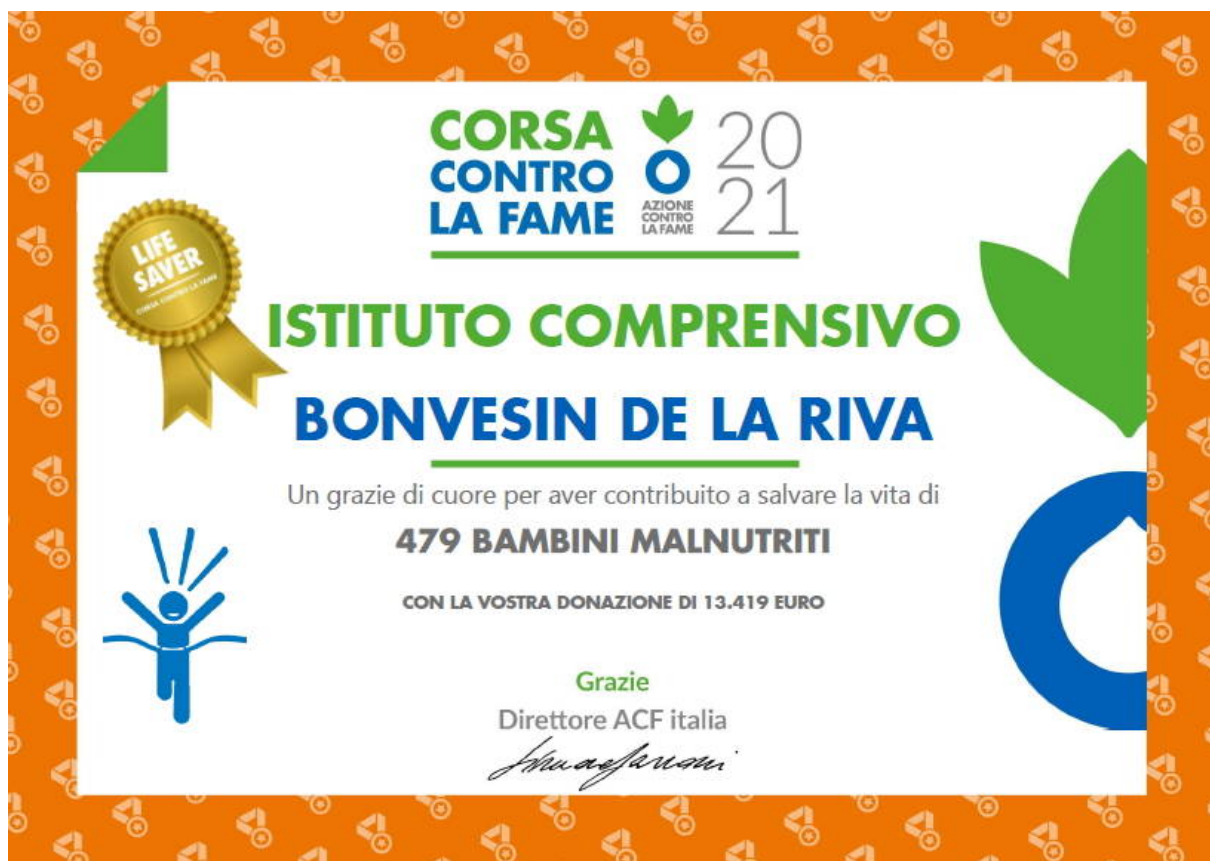 CORSA
CONTRO
LA FAME
AZIONE
CONTRO
LA FAME
20
21
LIFE
SAVER
CORSA CONTRO LA FAME
ISTITUTO COMPRENSIVO
BONVESIN DE LA RIVA
Un grazie di cuore per aver contribuito a salvare la vita di
479 BAMBINI MALNUTRITI
CON LA VOSTRA DONAZIONE DI 13.419 EURO
Grazie
Direttore ACF italia